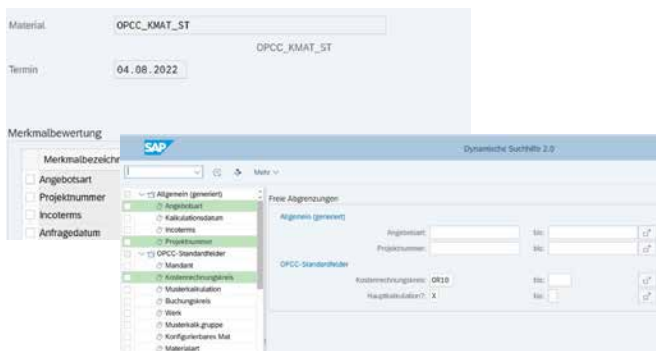 Material OPCC_KMAT_ST
OPCC_KMAT_ST
Termin 04.08.2022
Merkmalbewertung
Merkmalbezeichn
Angebotsart
Projektnummer
Incoterms
Anfragedatum
SAP
Dynamische Suchhilfe 2.0
Mehr
Allgemein (generiert)
Angebotsart
Kalkulationsdatum
Incoterms
Projektnummer
OPCC-Standardfelder
Mandant
Kostenrechnungskreis
Musterkalkulation
Buchungskreis
Werk
Musterkalk.gruppe
Konfigurierbares Mat
Materialart
Freie Abgrenzungen
Allgemein (generiert)
Angebotsart: bis:
Projektnummer: bis:
OPCC-Standardfelder
Kostenrechnungskreis: OR10 bis:
Hauptkalkulation?: X bis: